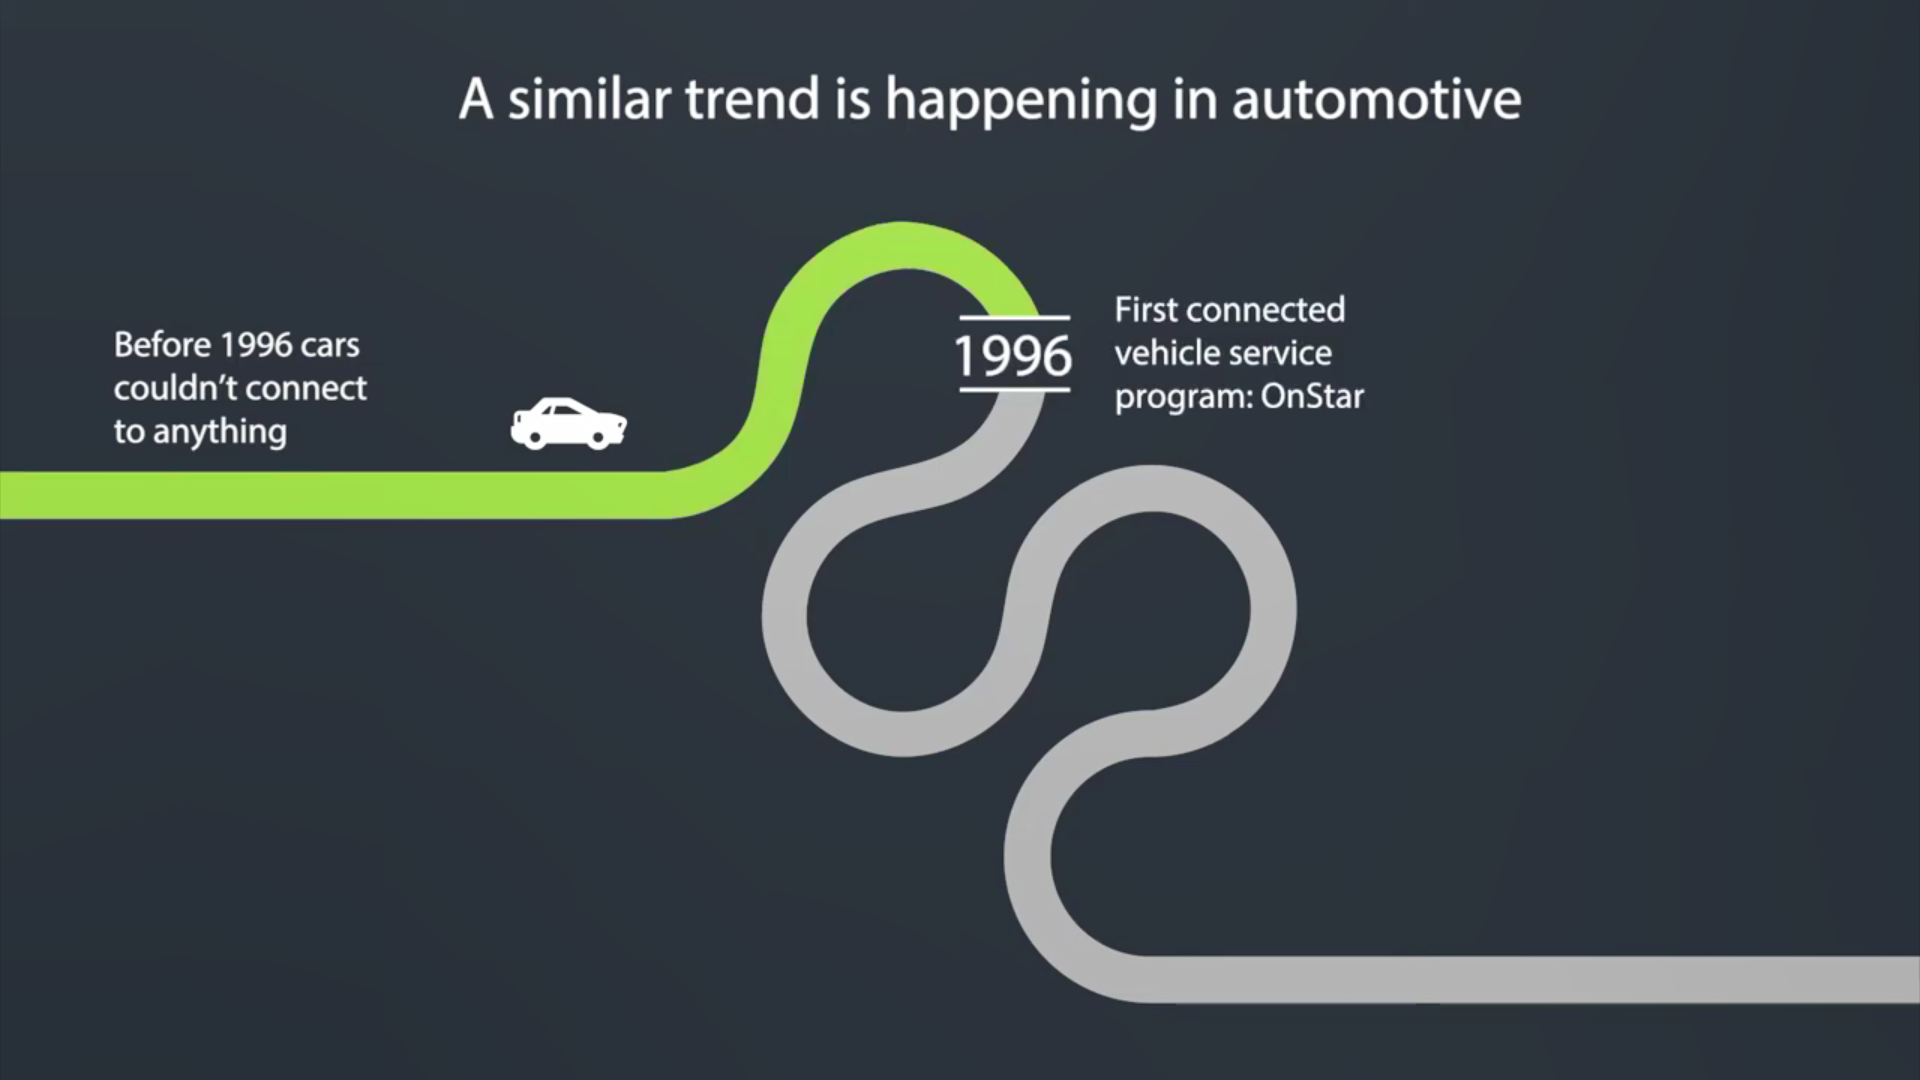 A similar trend is happening in automotive
Before 1996 cars
couldn't connect
to anything
1996
First connected
vehicle service
program: OnStar